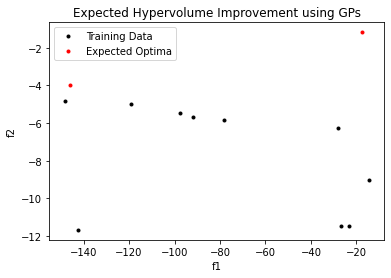 Expected Hypervolume Improvement using GPs
Training Data
Expected Optima
f2
−2
−4
−6
−8
−10
−12
−140
−120
−100
−80
−60
−40
−20
f1